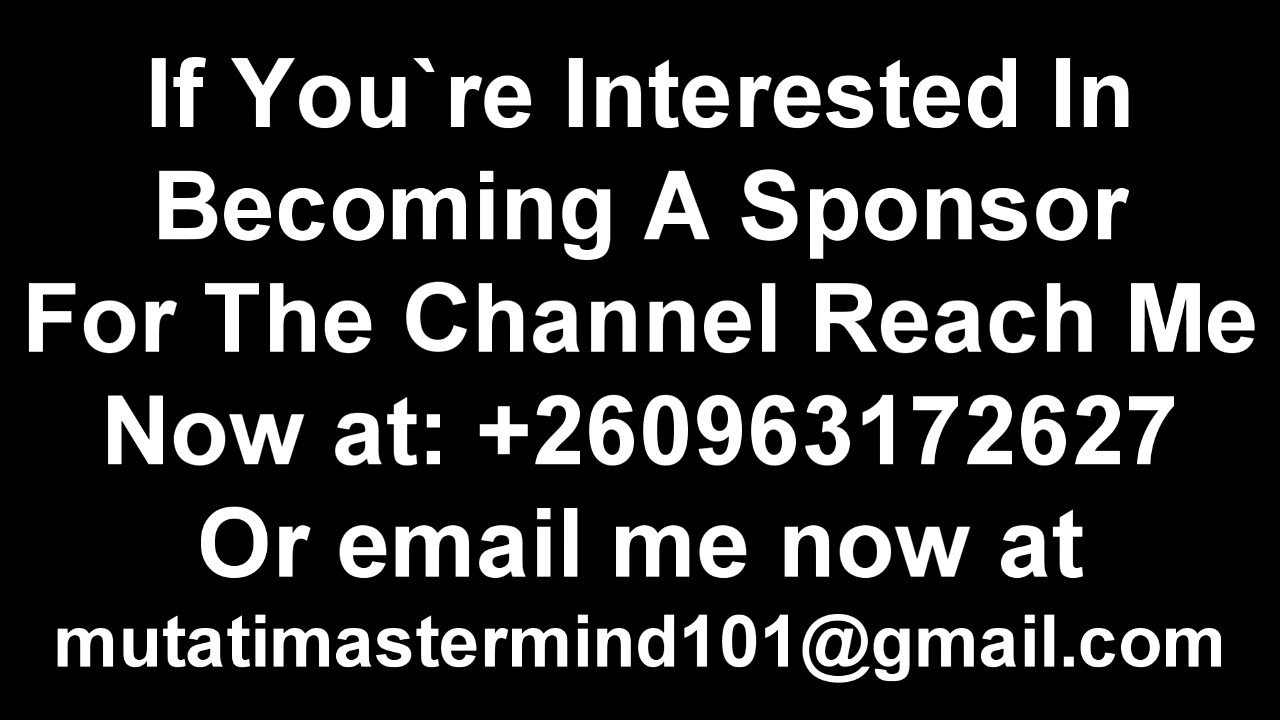 If You`re Interested In
Becoming A Sponsor
For The Channel Reach Me
Now at: +260963172627
Or email me now at
mutatimastermind101@gmail.com